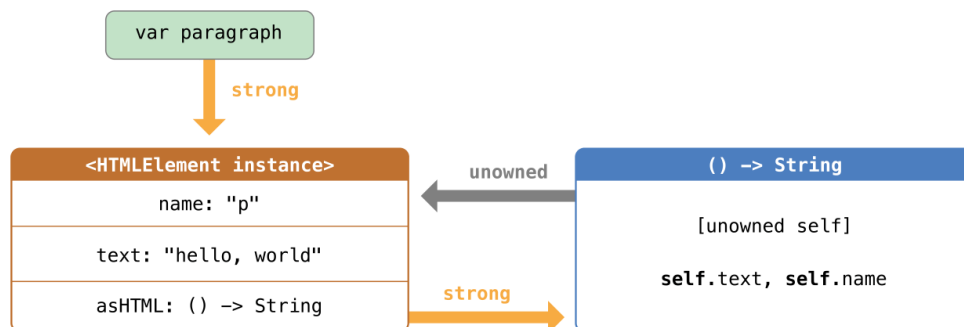 var paragraph
strong
<HTMLElement instance>
name: "p"
text: "hello, world"
asHTML: () -> String
unowned
strong
() -> String
[unowned self]
self.text, self.name